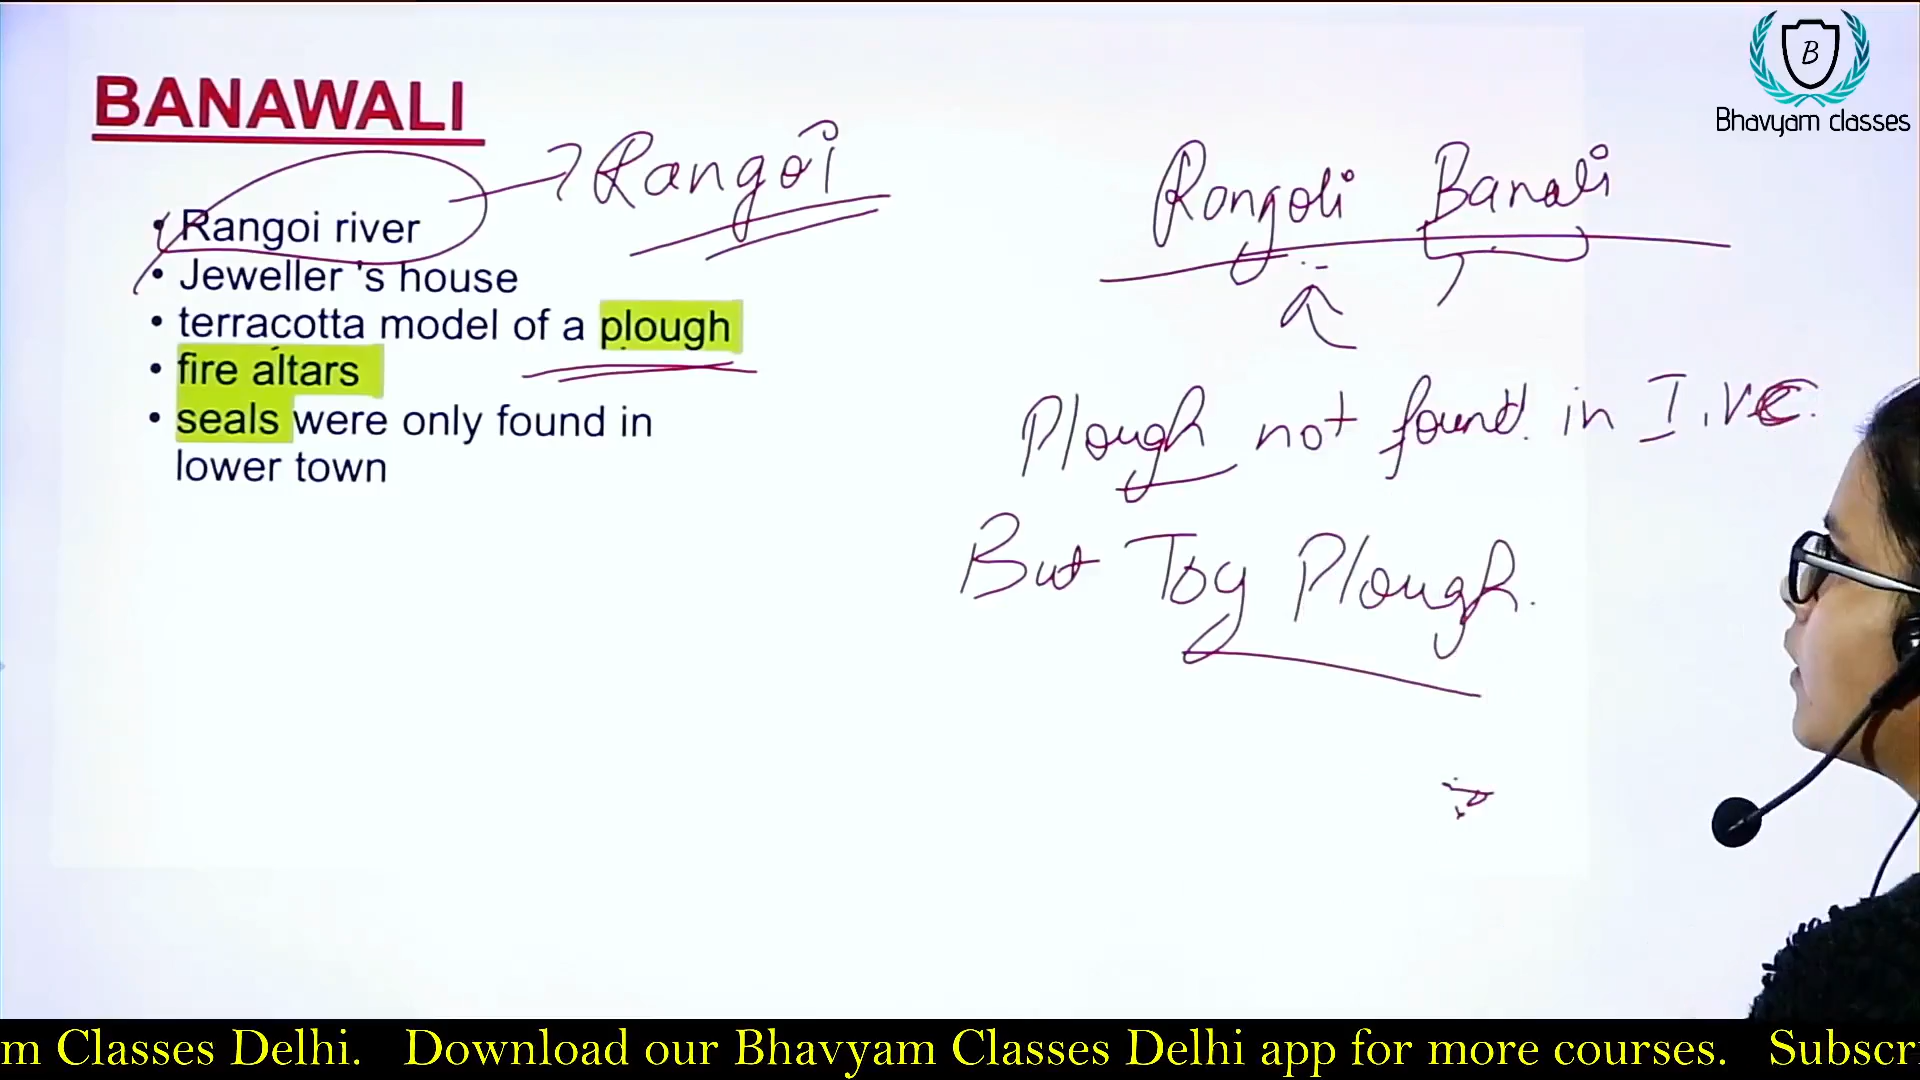 B
Bhavyam classes
BANAWALI
Rangoi
Rongoli Banali
• Rangoi river
• Jeweller 's house
• terracotta model of a plough
• fire altars
• seals were only found in
lower town
Plough not found. in I.VC.
But Toy Plough.
m Classes Delhi. Download our Bhavyam Classes Delhi app for more courses. Subscr